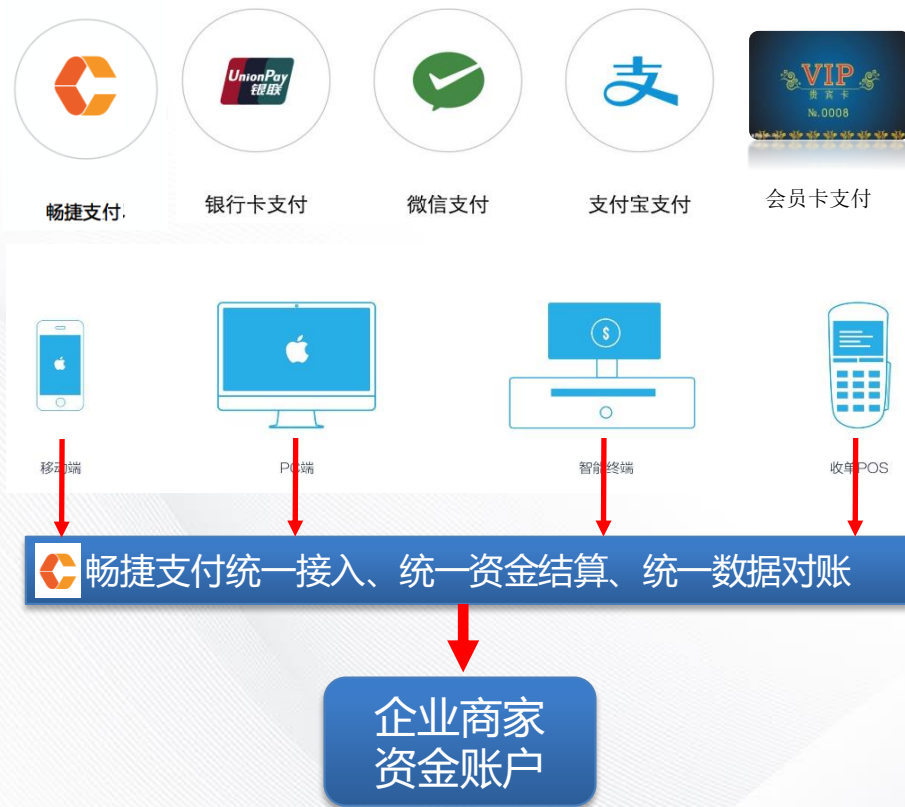 UnionPay
银联
支
VIP
贵宾卡
№.0008
畅捷支付
银行卡支付
微信支付
支付宝支付
会员卡支付
$
移动端
PC端
智能终端
收单POS
畅捷支付统一接入、统一资金结算、统一数据对账
企业商家
资金账户